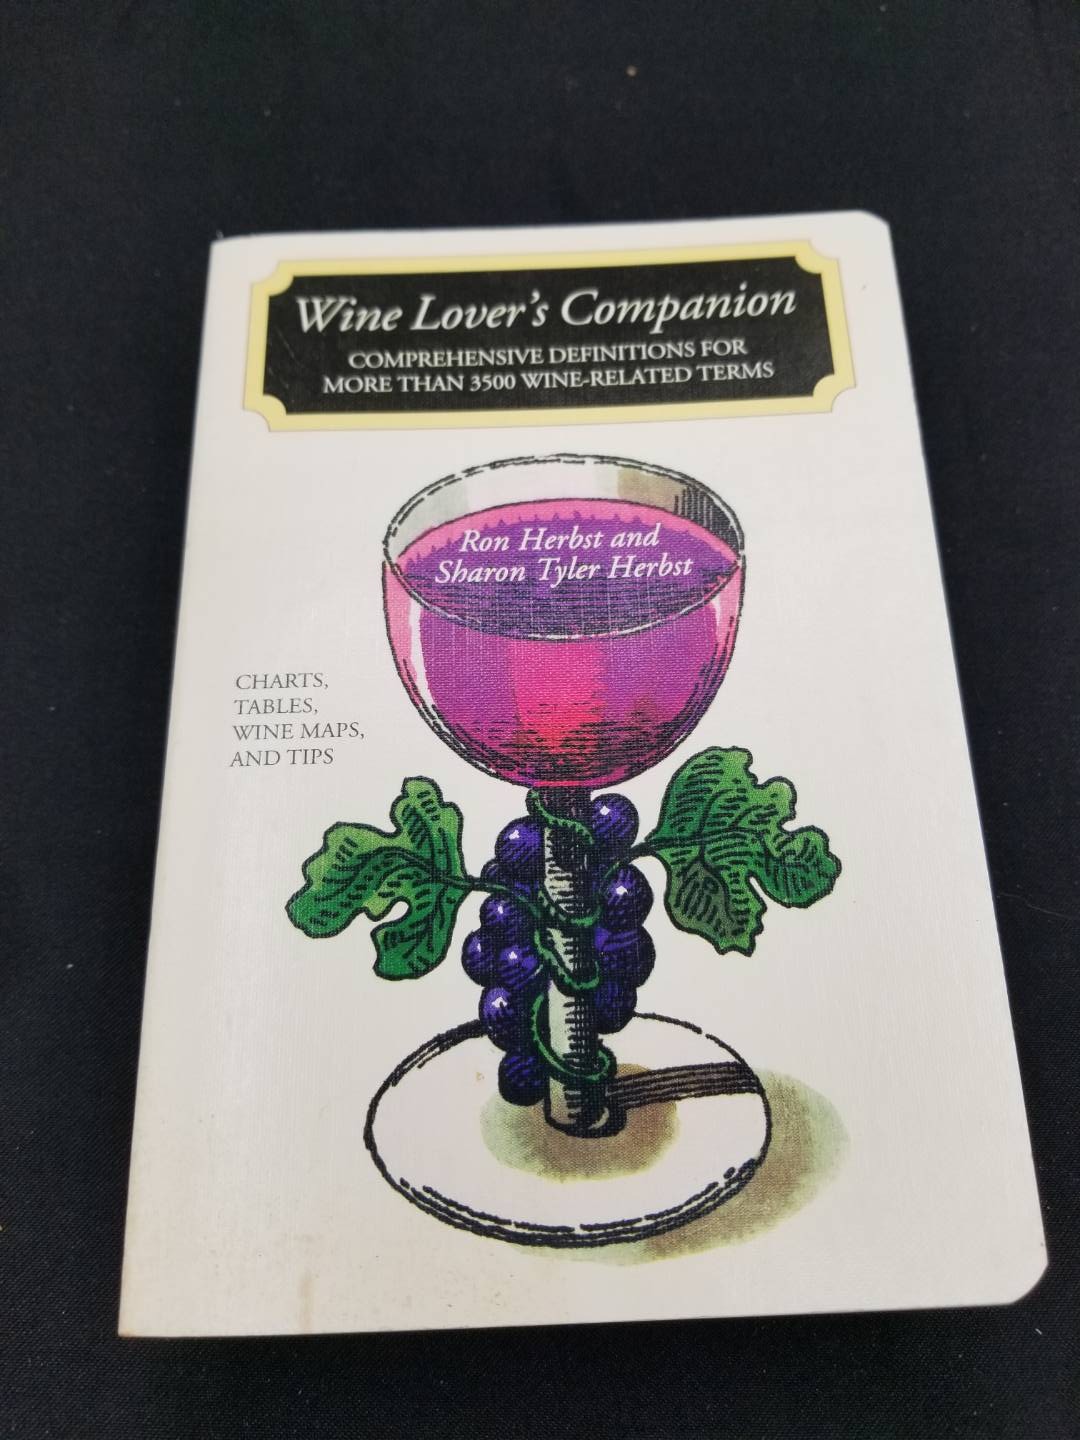 Wine Lover's Companion
COMPREHENSIVE DEFINITIONS FOR
MORE THAN 3500 WINE-RELATED TERMS
Ron Herbst and
Sharon Tyler Herbst
CHARTS,
TABLES,
WINE MAPS,
AND TIPS